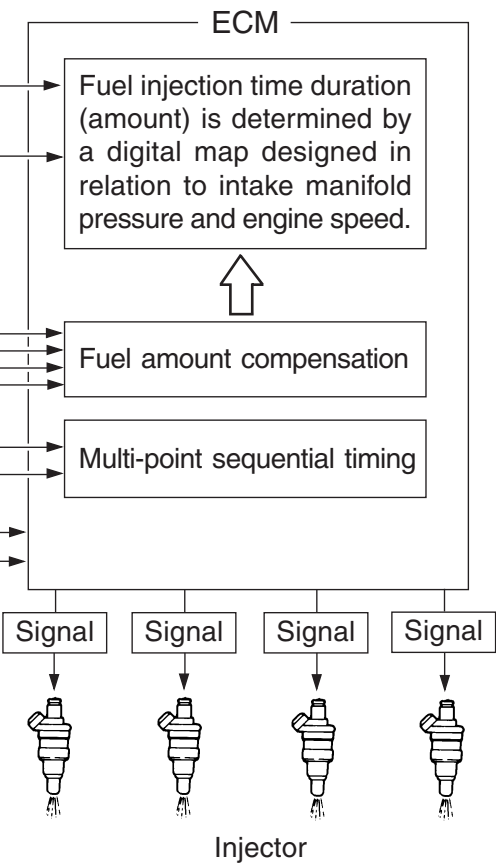 ECM
Fuel injection time duration
(amount) is determined by
a digital map designed in
relation to intake manifold
pressure and engine speed.
Fuel amount compensation
Multi-point sequential timing
Signal Signal Signal Signal
Injector